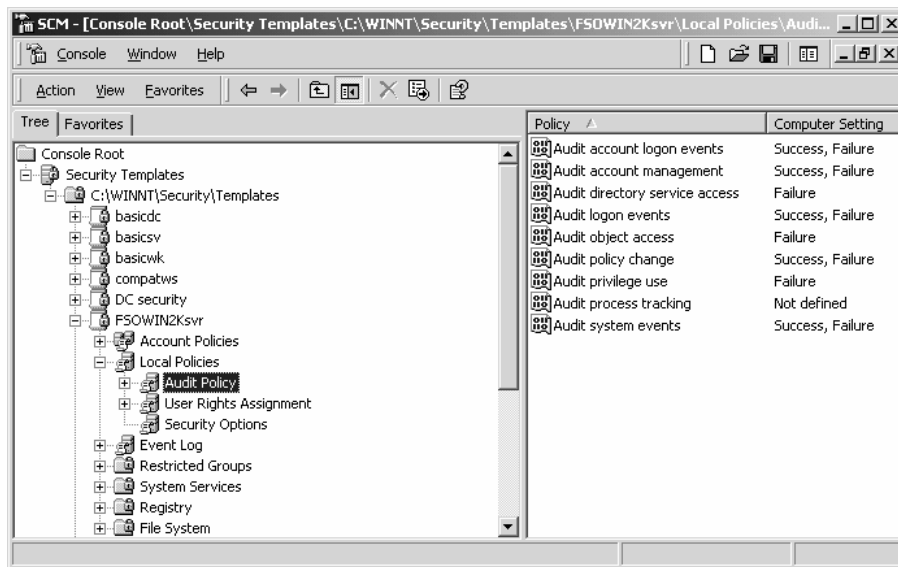 SCM - [Console Root\Security Templates\C:\WINNT\Security\Templates\FSOWIN2Ksvr\Local Policies\Audi...
Console Window Help
Action View Favorites
Tree Favorites
Console Root
Security Templates
C:\WINNT\Security\Templates
basicdc
basicsv
basicwk
compatws
DC security
FSOWIN2Ksvr
Account Policies
Local Policies
Audit Policy
User Rights Assignment
Security Options
Event Log
Restricted Groups
System Services
Registry
File System
Policy Computer Setting
Audit account logon events Success, Failure
Audit account management Success, Failure
Audit directory service access Failure
Audit logon events Success, Failure
Audit object access Failure
Audit policy change Success, Failure
Audit privilege use Failure
Audit process tracking Not defined
Audit system events Success, Failure